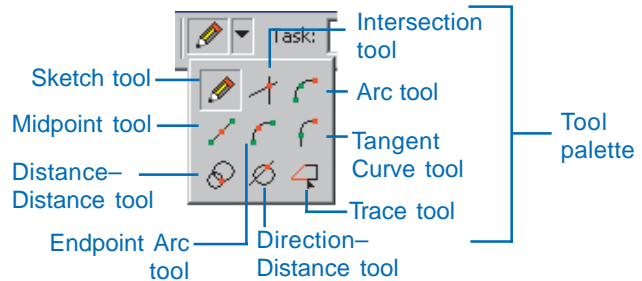 Task:
Intersection
tool
Sketch tool
Arc tool
Midpoint tool
Tool
palette
Tangent
Curve tool
Distance–
Distance tool
Trace tool
Endpoint Arc
tool
Direction–
Distance tool